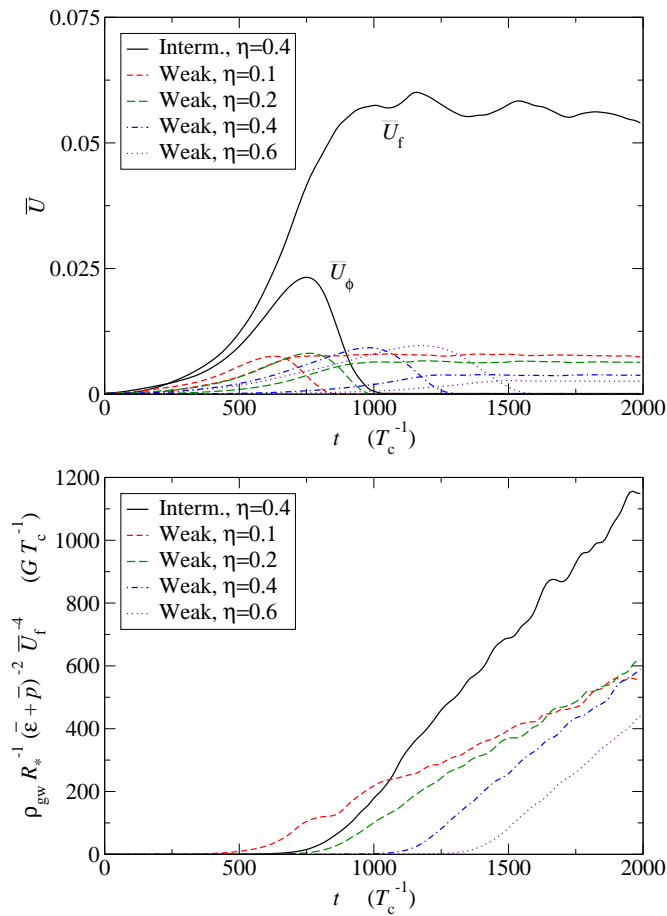 0.075
Interm., η=0.4
Weak, η=0.1
Weak, η=0.2
Weak, η=0.4
Weak, η=0.6
0.05
U̅_f
U̅
0.025
U̅_ϕ
0
0 500 1000 1500 2000
t (T_c^-1)
1200
Interm., η=0.4
Weak, η=0.1
Weak, η=0.2
Weak, η=0.4
Weak, η=0.6
1000
800
600
400
200
0
ρ_gw R_*^-1 (ε̅ + p̅)^-2 U̅_f^-4 (G T_c^-1)
0 500 1000 1500 2000
t (T_c^-1)